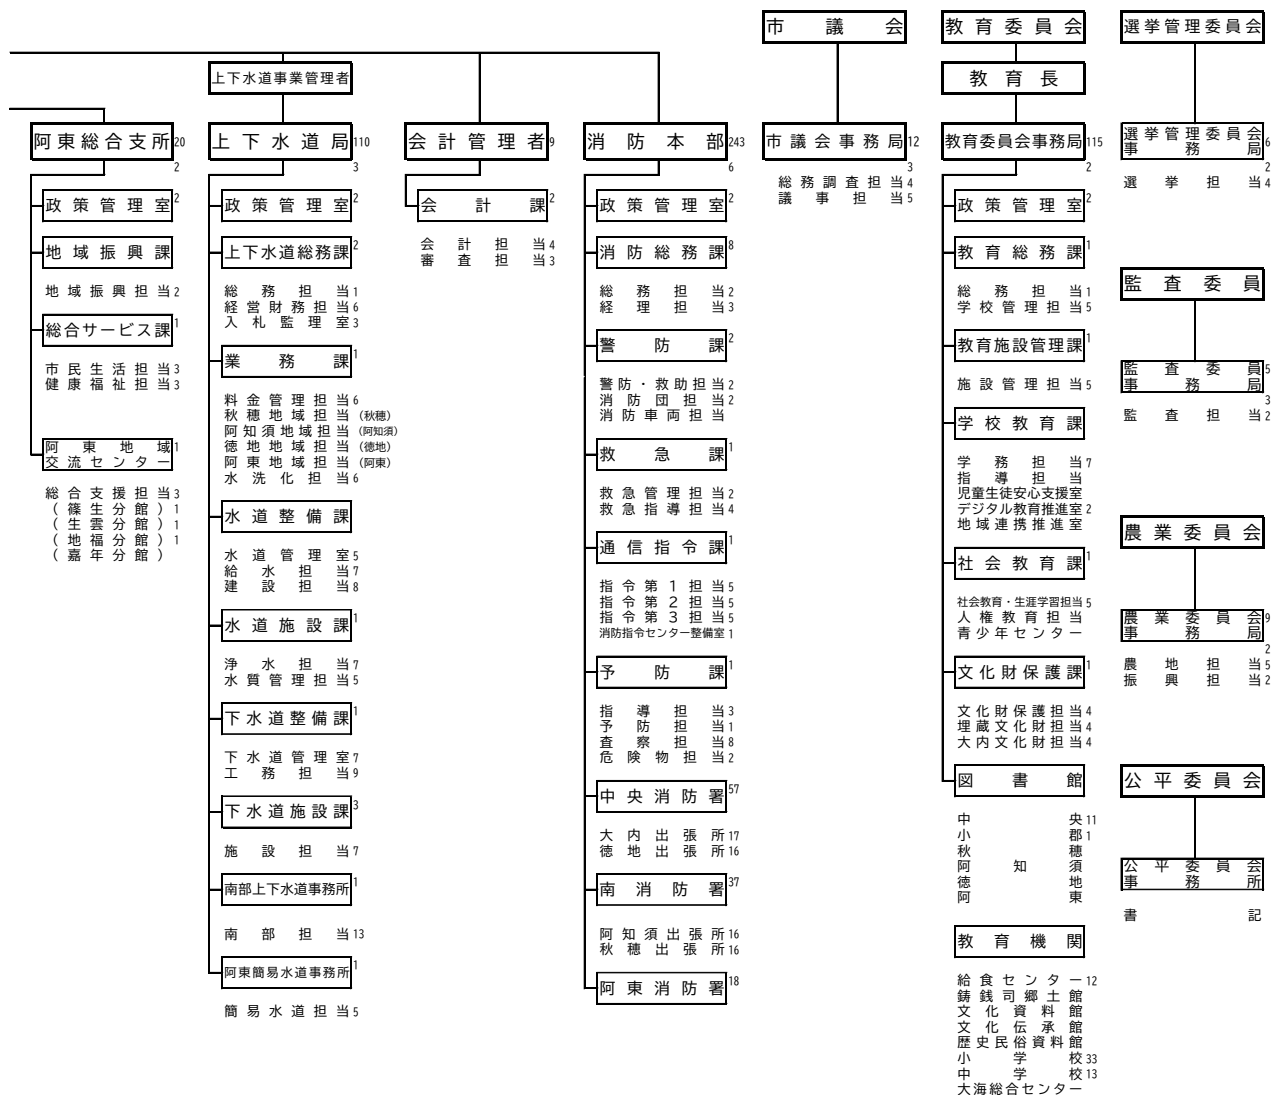 阿東総合支所20
2
政策管理室2
地域振興課
地域振興担当2
総合サービス課1
市民生活担当3
健康福祉担当3
阿東地域1
交流センター
総合支援担当3
(篠生分館)1
(生雲分館)1
(地福分館)1
(嘉年分館)
上下水道事業管理者
上下水道局110
3
政策管理室2
上下水道総務課2
総務担当1
経営財務担当6
入札監理室3
業務課1
料金管理担当6
秋穂地域担当(秋穂)
阿知須地域担当(阿知須)
徳地地域担当(徳地)
阿東地域担当(阿東)
水洗化担当6
水道整備課
水道管理室5
給水担当7
建設担当8
水道施設課1
浄水担当7
水質管理担当5
下水道整備課1
下水道管理室7
工務担当9
下水道施設課3
施設担当7
南部上下水道事務所1
南部担当13
阿東簡易水道事務所1
簡易水道担当5
会計管理者9
会計課2
会計担当4
審査担当3
消防本部243
6
政策管理室2
消防総務課8
総務担当2
経理担当3
警防課2
警防・救助担当2
消防団担当2
消防車両担当
救急課1
救急管理担当2
救急指導担当4
通信指令課1
指令第1担当5
指令第2担当5
指令第3担当5
消防指令センター整備室1
予防課1
指導担当3
予防担当1
査察担当8
危険物担当2
中央消防署57
大内出張所17
徳地出張所16
南消防署37
阿知須出張所16
秋穂出張所16
阿東消防署18
市議会
市議会事務局12
3
総務調査担当4
議事担当5
教育委員会
教育長
教育委員会事務局115
2
政策管理室2
教育総務課1
総務担当1
学校管理担当5
教育施設管理課1
施設管理担当5
学校教育課
学務担当7
指導担当
児童生徒安心支援室
デジタル教育推進室2
地域連携推進室
社会教育課1
社会教育・生涯学習担当5
人権教育担当
青少年センター
文化財保護課1
文化財保護担当4
埋蔵文化財担当4
大内文化財担当4
図書館
中央11
小郡1
秋穂
阿知須
徳地
阿東
教育機関
給食センター12
鋳銭司郷土館
文化資料館
文化伝承館
歴史民俗資料館
小学校33
中学校13
大海総合センター
選挙管理委員会
選挙管理委員会6
事務局
2
選挙担当4
監査委員
監査委員5
事務局
3
監査担当2
農業委員会
農業委員会9
事務局
2
農地担当5
振興担当2
公平委員会
公平委員会
事務所
書記